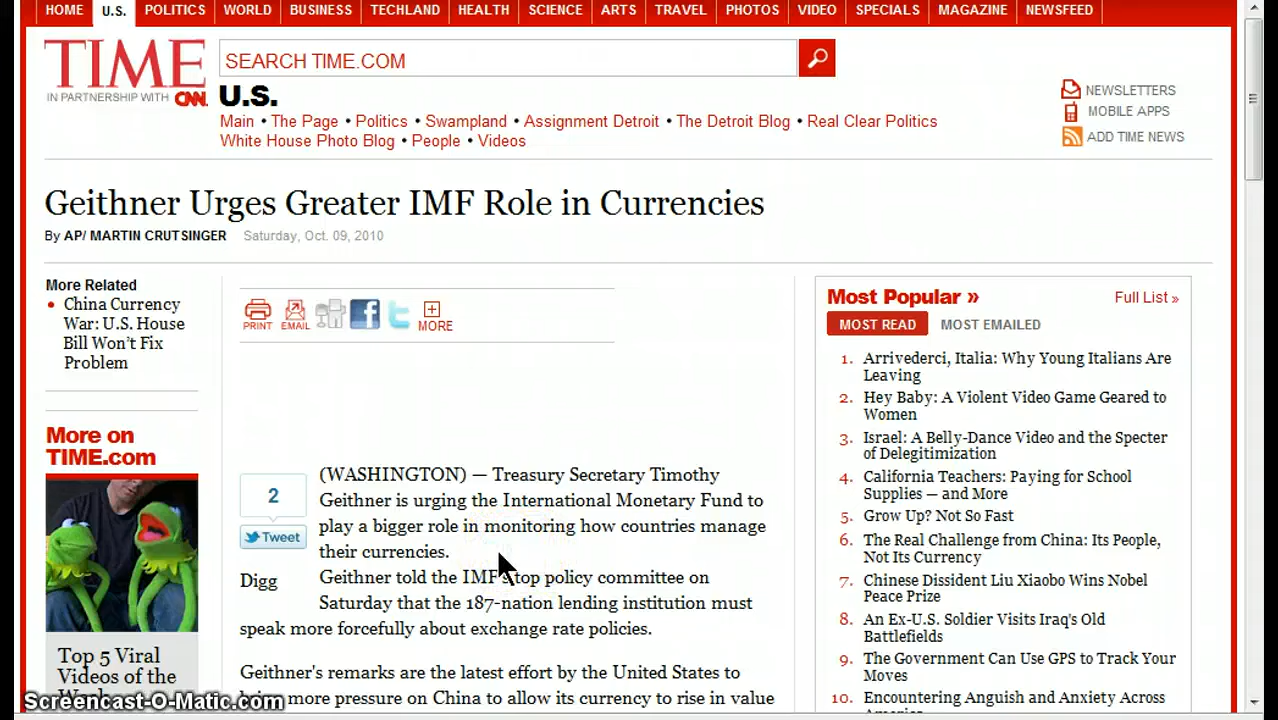 HOME U.S. POLITICS WORLD BUSINESS TECHLAND HEALTH SCIENCE ARTS TRAVEL PHOTOS VIDEO SPECIALS MAGAZINE NEWSFEED
TIME
IN PARTNERSHIP WITH CNN
SEARCH TIME.COM
U.S.
Main • The Page • Politics • Swampland • Assignment Detroit • The Detroit Blog • Real Clear Politics
White House Photo Blog • People • Videos
NEWSLETTERS
MOBILE APPS
ADD TIME NEWS
Geithner Urges Greater IMF Role in Currencies
By AP/ MARTIN CRUTSINGER Saturday, Oct. 09, 2010
More Related
• China Currency
War: U.S. House
Bill Won't Fix
Problem
More on
TIME.com
Top 5 Viral
Videos of the
PRINT EMAIL MORE
2
Tweet
Digg
(WASHINGTON) — Treasury Secretary Timothy
Geithner is urging the International Monetary Fund to
play a bigger role in monitoring how countries manage
their currencies.
Geithner told the IMF's top policy committee on
Saturday that the 187-nation lending institution must
speak more forcefully about exchange rate policies.
Geithner's remarks are the latest effort by the United States to
bring more pressure on China to allow its currency to rise in value
Most Popular » Full List »
MOST READ MOST EMAILED
1. Arrivederci, Italia: Why Young Italians Are
Leaving
2. Hey Baby: A Violent Video Game Geared to
Women
3. Israel: A Belly-Dance Video and the Specter
of Delegitimization
4. California Teachers: Paying for School
Supplies — and More
5. Grow Up? Not So Fast
6. The Real Challenge from China: Its People,
Not Its Currency
7. Chinese Dissident Liu Xiaobo Wins Nobel
Peace Prize
8. An Ex-U.S. Soldier Visits Iraq's Old
Battlefields
9. The Government Can Use GPS to Track Your
Moves
10. Encountering Anguish and Anxiety Across
Screencast-O-Matic.com